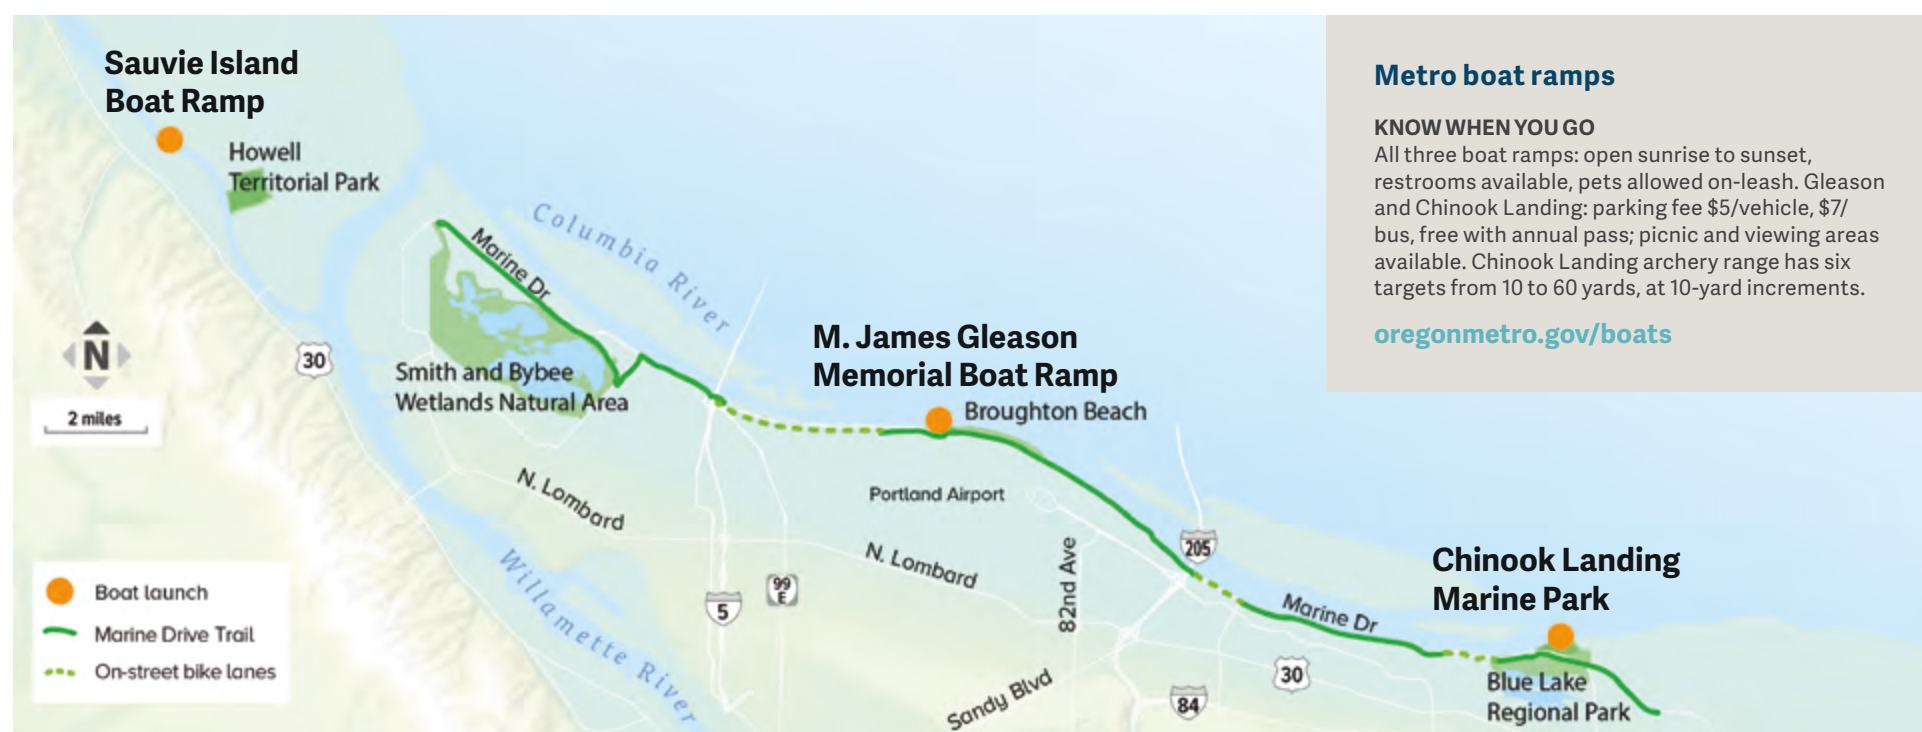 Sauvie Island
Boat Ramp
Howell
Territorial Park
Columbia River
Marine Dr
M. James Gleason
Memorial Boat Ramp
Broughton Beach
N
2 miles
30
Smith and Bybee
Wetlands Natural Area
N. Lombard
Portland Airport
N. Lombard
82nd Ave
205
Willamette River
5
99
E
Marine Dr
Chinook Landing
Marine Park
Blue Lake
Regional Park
30
84
Sandy Blvd
Boat launch
Marine Drive Trail
On-street bike lanes
Metro boat ramps
KNOW WHEN YOU GO
All three boat ramps: open sunrise to sunset,
restrooms available, pets allowed on-leash. Gleason
and Chinook Landing: parking fee $5/vehicle, $7/
bus, free with annual pass; picnic and viewing areas
available. Chinook Landing archery range has six
targets from 10 to 60 yards, at 10-yard increments.
oregonmetro.gov/boats